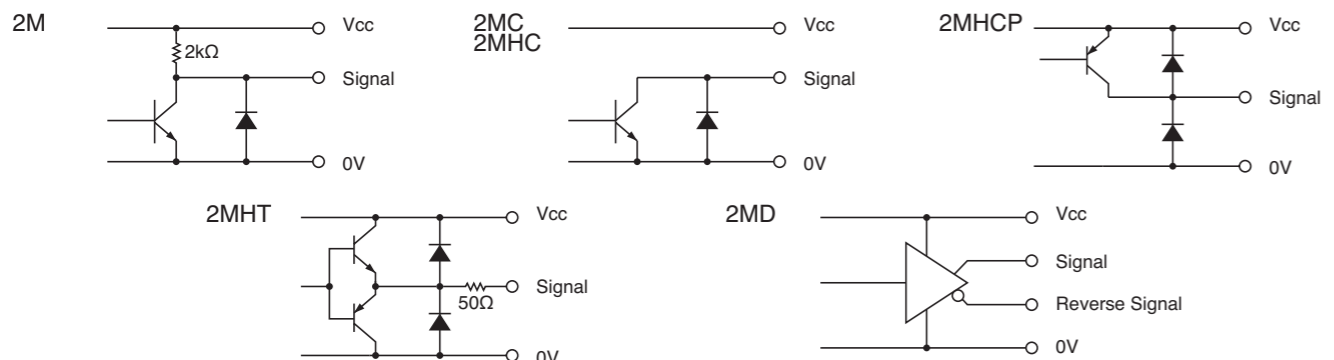 2M
Vcc
2kΩ
Signal
0V
2MC
2MHC
Vcc
Signal
0V
2MHCP
Vcc
Signal
0V
2MHT
Vcc
Signal
50Ω
0V
2MD
Vcc
Signal
Reverse Signal
0V